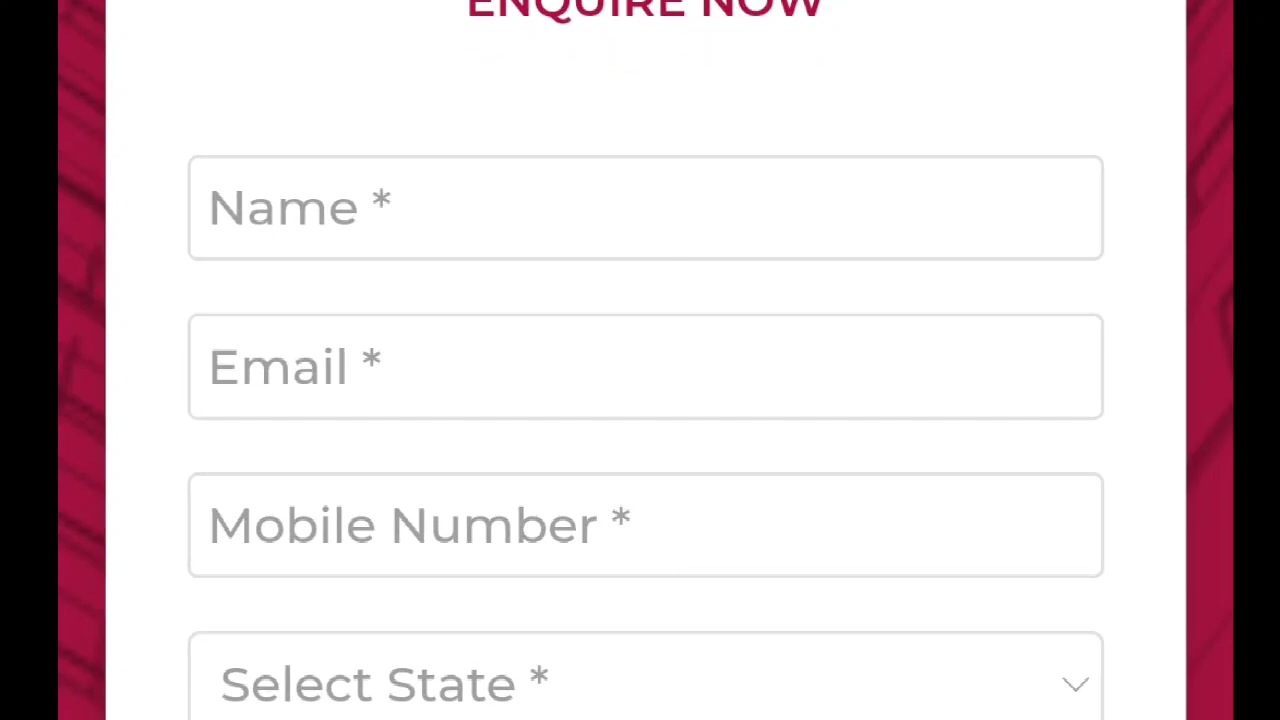 ENQUIRE NOW
Name *
Email *
Mobile Number *
Select State *